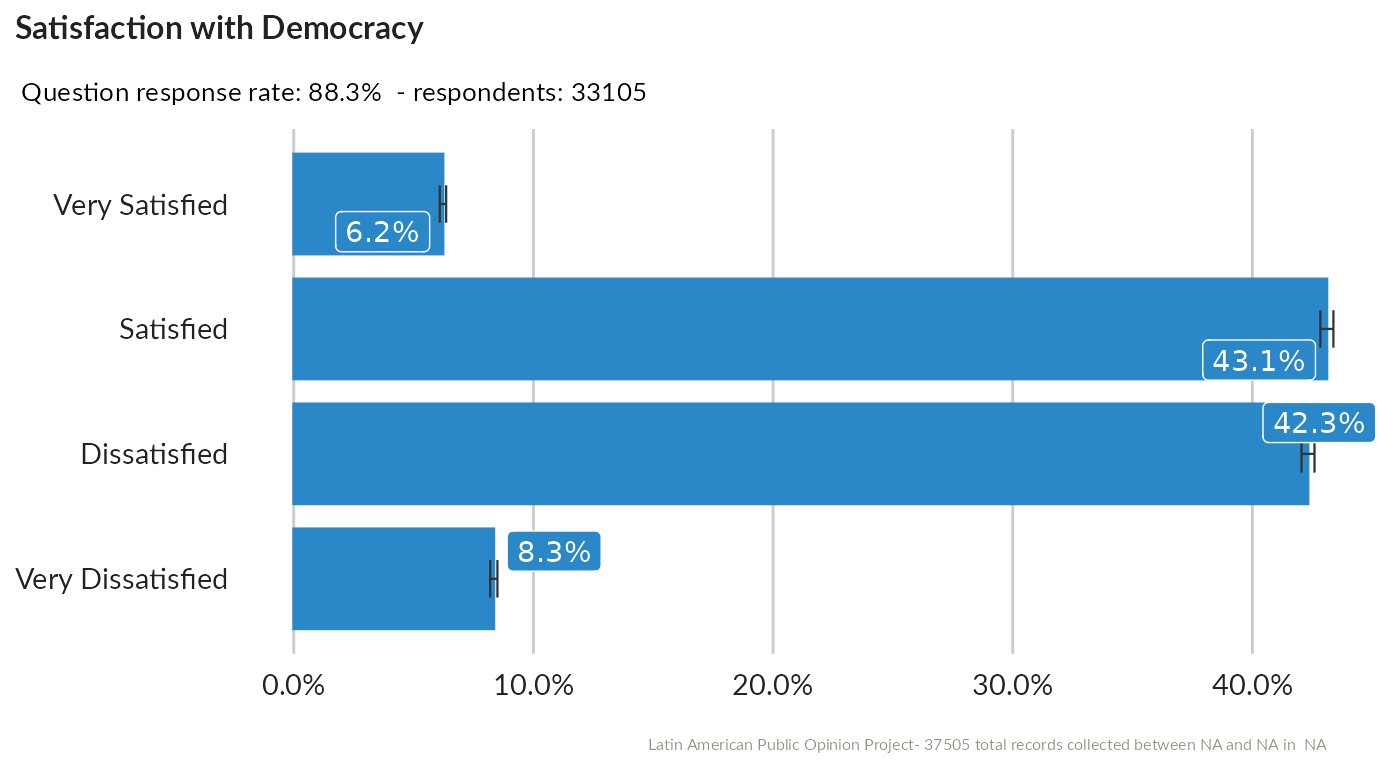 Satisfaction with Democracy
Question response rate: 88.3%  - respondents: 33105
Very Satisfied
6.2%
Satisfied
43.1%
Dissatisfied
42.3%
Very Dissatisfied
8.3%
0.0% 10.0% 20.0% 30.0% 40.0%
Latin American Public Opinion Project- 37505 total records collected between NA and NA in  NA